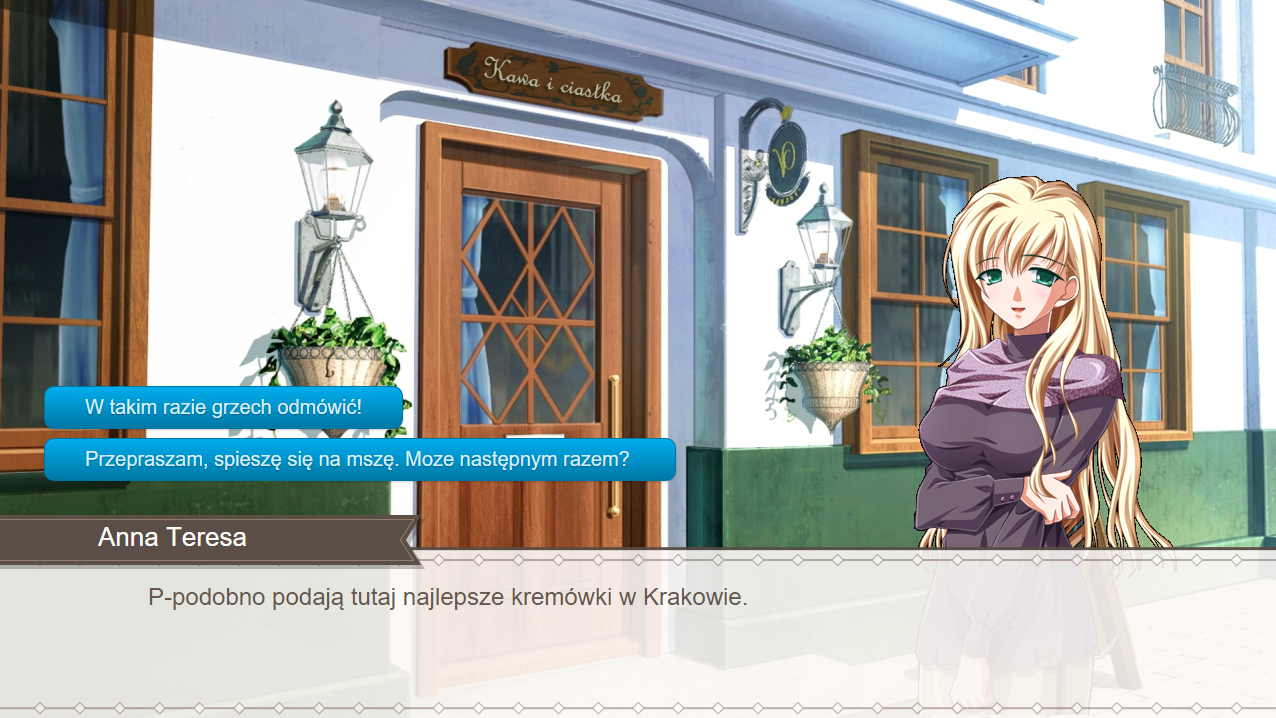 Kawa i ciastka
W takim razie grzech odmówić!
Przepraszam, spieszę się na mszę. Moze następnym razem?
Anna Teresa
P-podobno podają tutaj najlepsze kremówki w Krakowie.